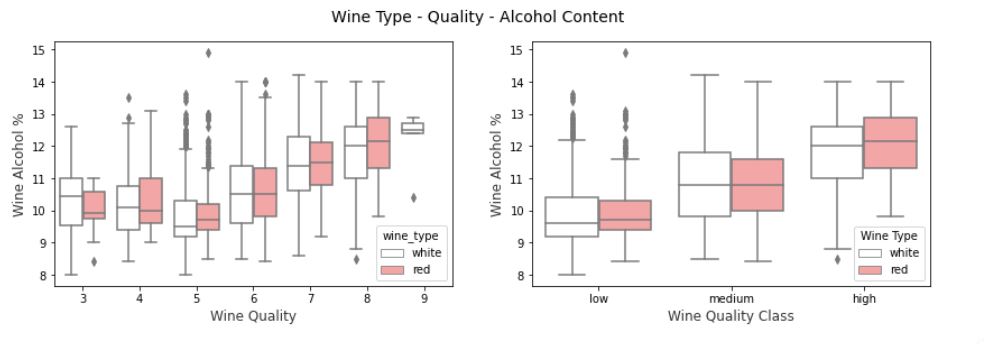 Wine Type - Quality - Alcohol Content
15
14
13
12
11
10
9
8
Wine Alcohol %
3 4 5 6 7 8 9
Wine Quality
wine_type
white
red
15
14
13
12
11
10
9
8
Wine Alcohol %
low medium high
Wine Quality Class
Wine Type
white
red